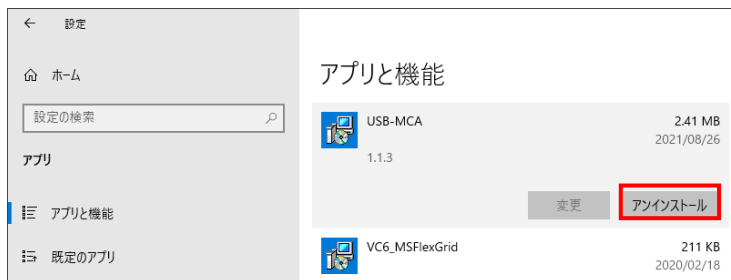 設定
ホーム
設定の検索
アプリ
アプリと機能
既定のアプリ
アプリと機能
USB-MCA
2.41 MB
2021/08/26
1.1.3
変更
アンインストール
VC6_MSFlexGrid
211 KB
2020/02/18